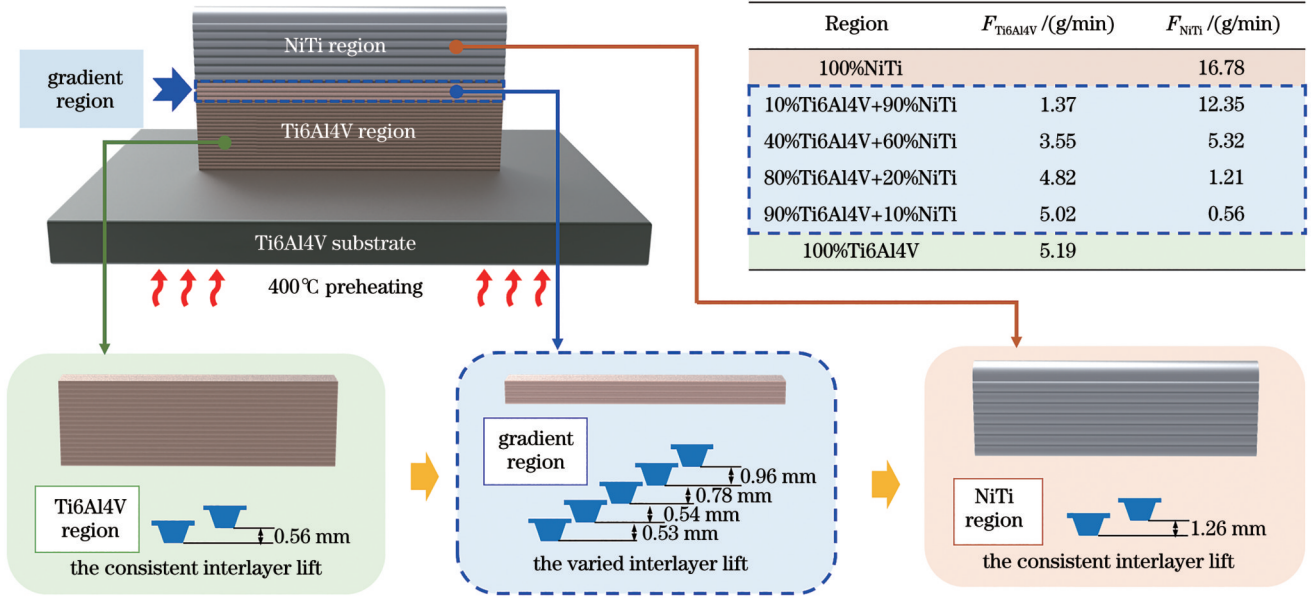 NiTi region
gradient
region
Ti6Al4V region
Ti6Al4V substrate
400℃ preheating
Region F_Ti6Al4V/(g/min) F_NiTi/(g/min)
100%NiTi 16.78
10%Ti6Al4V+90%NiTi 1.37 12.35
40%Ti6Al4V+60%NiTi 3.55 5.32
80%Ti6Al4V+20%NiTi 4.82 1.21
90%Ti6Al4V+10%NiTi 5.02 0.56
100%Ti6Al4V 5.19
Ti6Al4V
region
0.56 mm
the consistent interlayer lift
gradient
region
0.96 mm
0.78 mm
0.54 mm
0.53 mm
the varied interlayer lift
NiTi
region
1.26 mm
the consistent interlayer lift